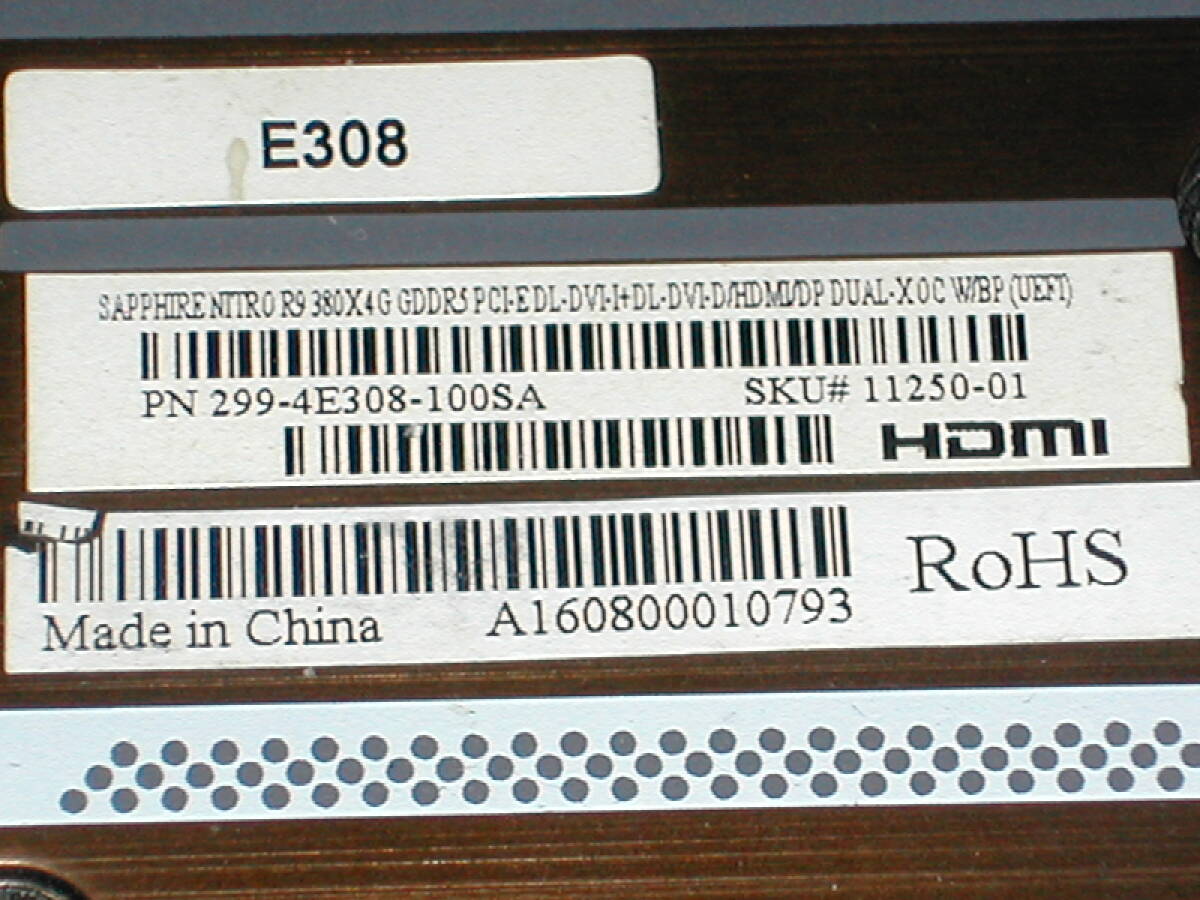 E308
SAPPHIRE NITRO R9 380X 4G GDDR5 PCI-E DL-DVI-I+DL-DVI-D/HDMI/DP DUAL-X OC W/BP (UEFI)
PN 299-4E308-100SA SKU# 11250-01
HDMI
RoHS
Made in China A160800010793